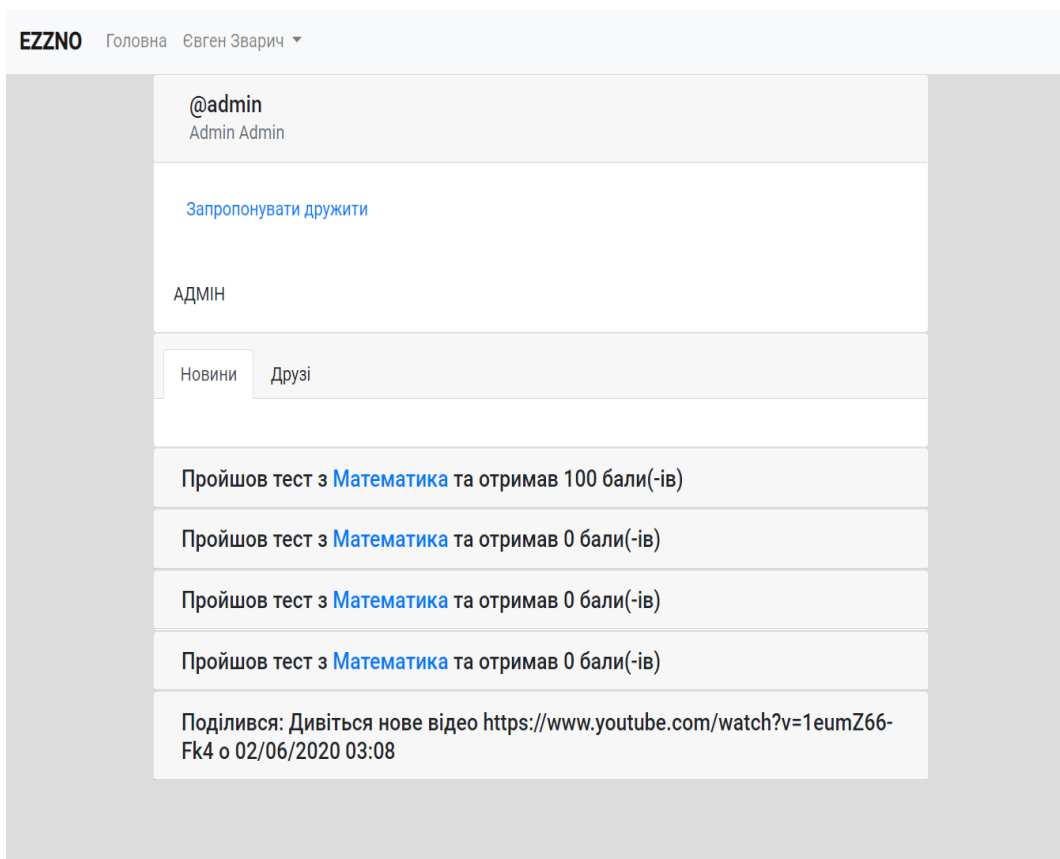 EZZNO Головна Євген Зварич
@admin
Admin Admin
Запропонувати дружити
АДМІН
Новини Друзі
Пройшов тест з Математика та отримав 100 бали(-ів)
Пройшов тест з Математика та отримав 0 бали(-ів)
Пройшов тест з Математика та отримав 0 бали(-ів)
Пройшов тест з Математика та отримав 0 бали(-ів)
Поділився: Дивіться нове відео https://www.youtube.com/watch?v=1eumZ66-
Fk4 о 02/06/2020 03:08